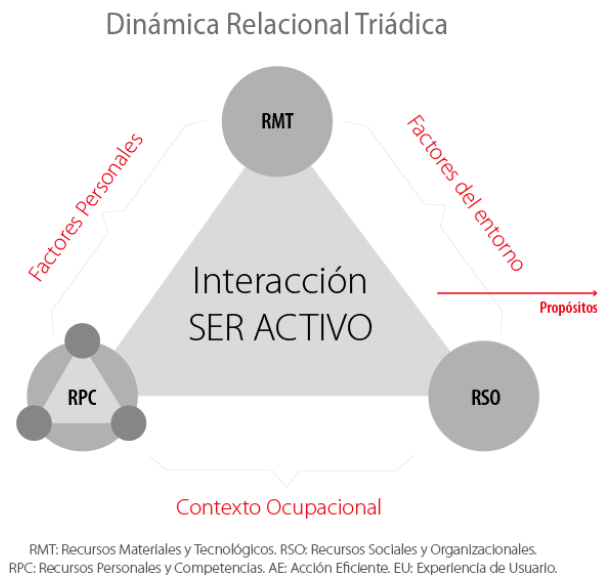 Dinámica Relacional Triádica
RMT
Factores Personales
Factores del entorno
Interacción
SER ACTIVO
Propósitos
RPC
RSO
Contexto Ocupacional
RMT: Recursos Materiales y Tecnológicos. RSO: Recursos Sociales y Organizacionales.
RPC: Recursos Personales y Competencias. AE: Acción Eficiente. EU: Experiencia de Usuario.